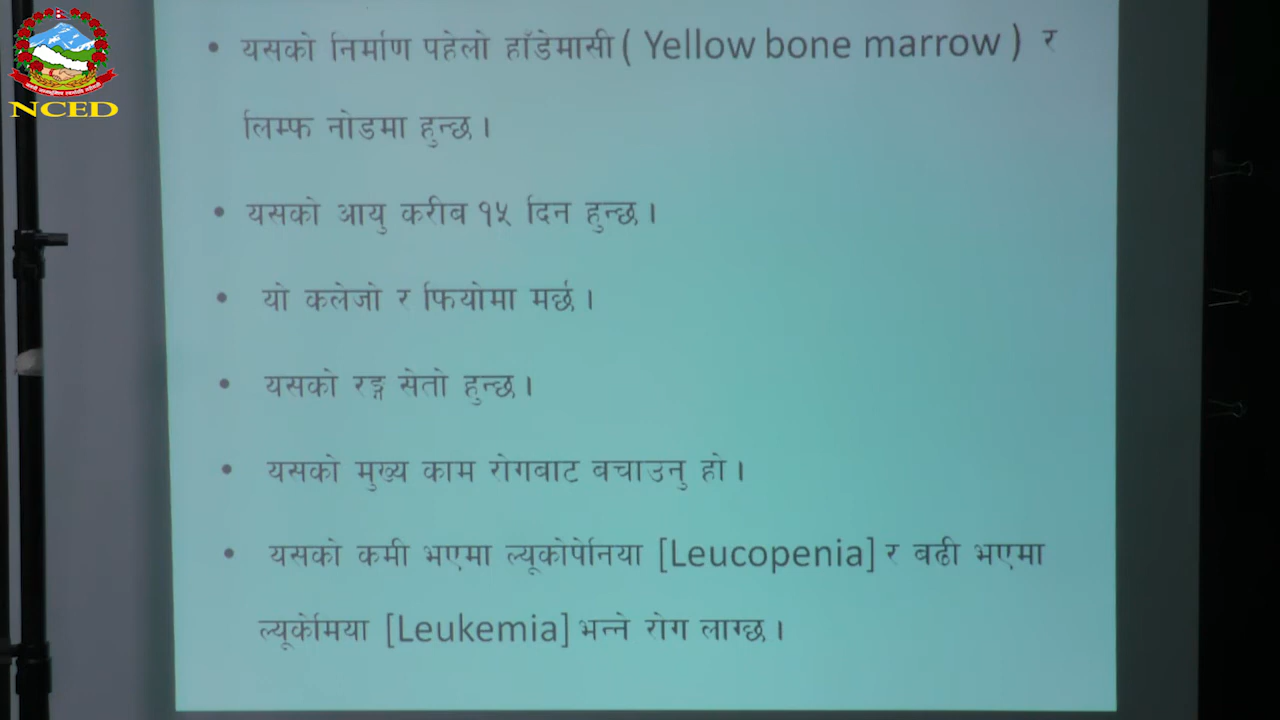 NCED
• यसको निर्माण पहेलो हाँडेमासी ( Yellow bone marrow ) र
लिम्फ नोडमा हुन्छ ।
• यसको आयु करीब १५ दिन हुन्छ ।
• यो कलेजो र फियोमा मर्छ ।
• यसको रङ्ग सेतो हुन्छ ।
• यसको मुख्य काम रोगबाट बचाउनु हो ।
• यसको कमी भएमा ल्यूकोपेनिया [Leucopenia] र बढी भएमा
ल्यूकेमिया [Leukemia] भन्ने रोग लाग्छ ।